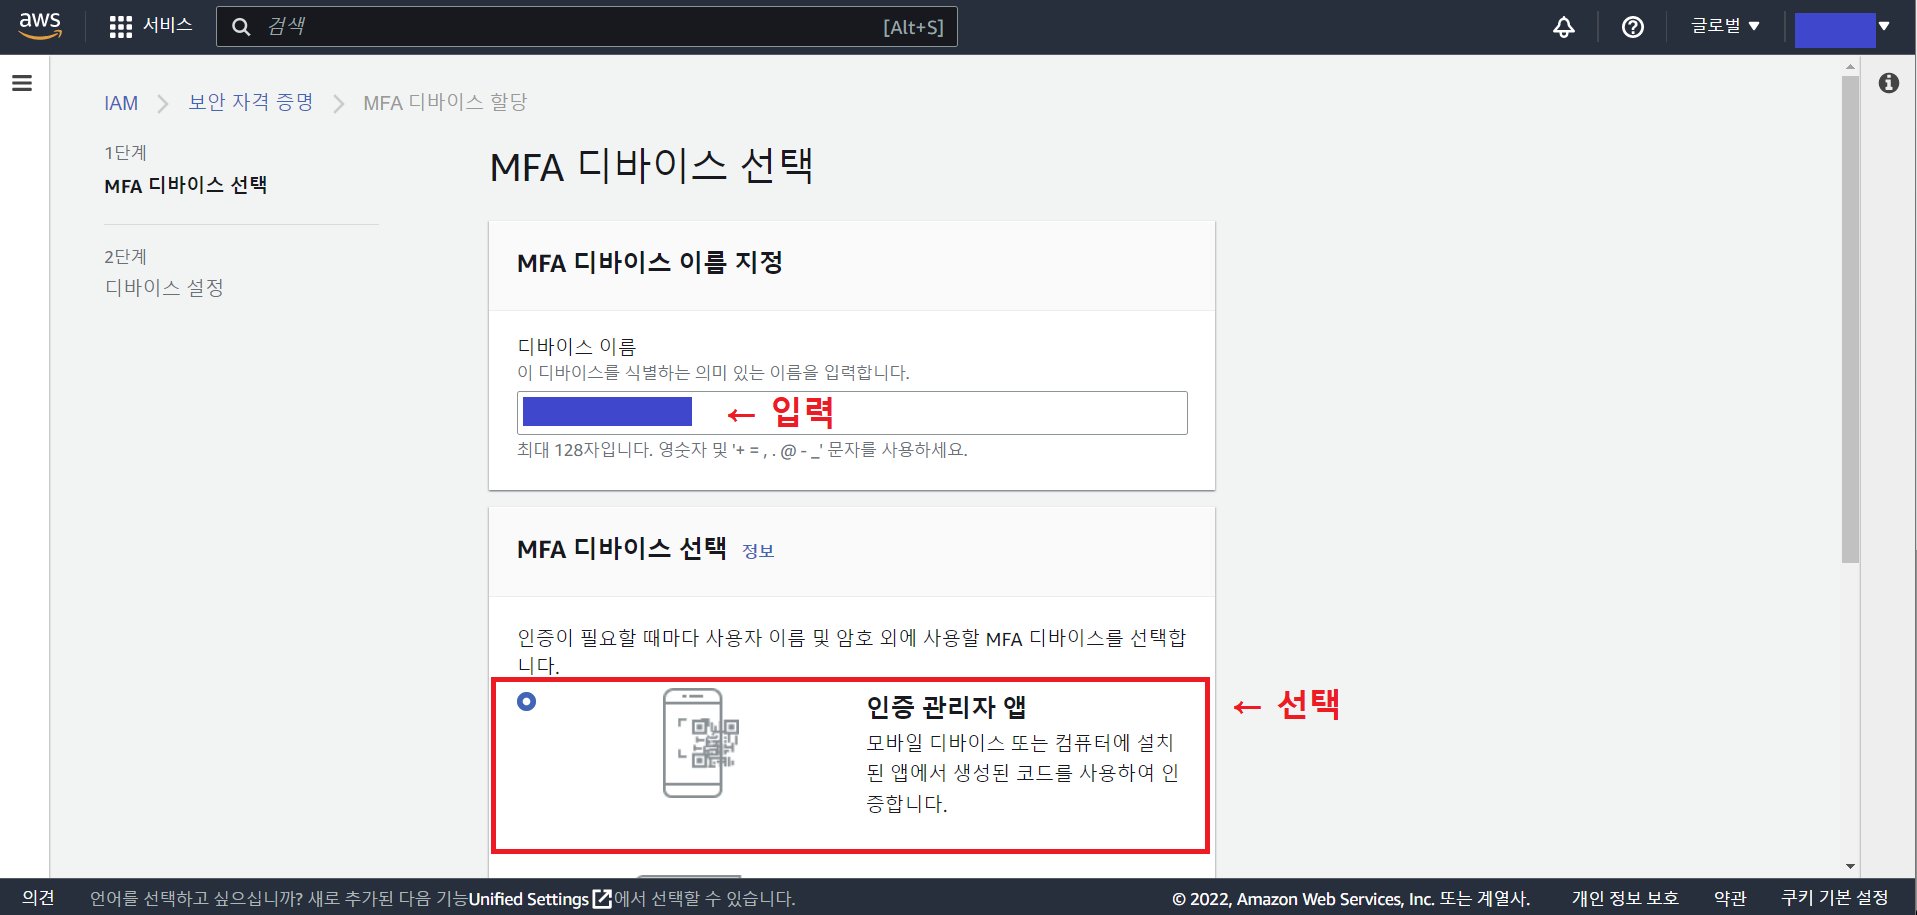 aws
서비스
검색
[Alt+S]
글로벌
IAM > 보안 자격 증명 > MFA 디바이스 할당
1단계
MFA 디바이스 선택
2단계
디바이스 설정
MFA 디바이스 선택
MFA 디바이스 이름 지정
디바이스 이름
이 디바이스를 식별하는 의미 있는 이름을 입력합니다.
← 입력
최대 128자입니다. 영숫자 및 '+ = , . @ - _' 문자를 사용하세요.
MFA 디바이스 선택 정보
인증이 필요할 때마다 사용자 이름 및 암호 외에 사용할 MFA 디바이스를 선택합
니다.
인증 관리자 앱
모바일 디바이스 또는 컴퓨터에 설치
된 앱에서 생성된 코드를 사용하여 인
증합니다.
← 선택
의견
언어를 선택하고 싶으십니까? 새로 추가된 다음 기능Unified Settings에서 선택할 수 있습니다.
© 2022, Amazon Web Services, Inc. 또는 계열사.
개인 정보 보호
약관
쿠키 기본 설정